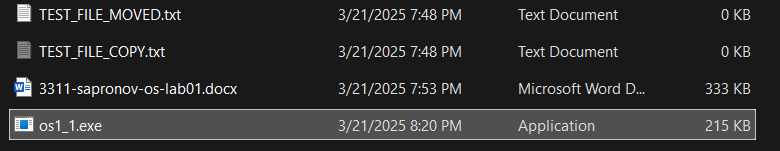 TEST_FILE_MOVED.txt 3/21/2025 7:48 PM Text Document 0 KB
TEST_FILE_COPY.txt 3/21/2025 7:48 PM Text Document 0 KB
3311-sapronov-os-lab01.docx 3/21/2025 7:53 PM Microsoft Word D... 333 KB
os1_1.exe 3/21/2025 8:20 PM Application 215 KB